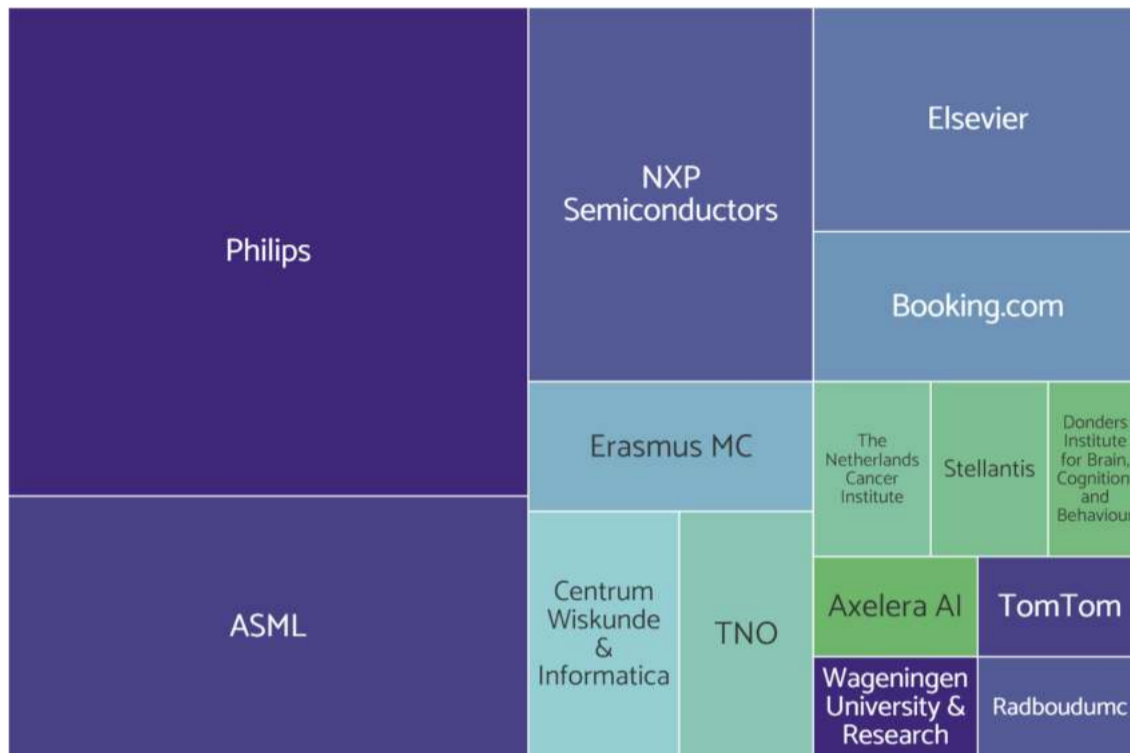 Philips
ASML
NXP
Semiconductors
Erasmus MC
Centrum
Wiskunde
&
Informatica
TNO
Elsevier
Booking.com
The
Netherlands
Cancer
Institute
Stellantis
Donders
Institute
for Brain,
Cognition
and
Behaviour
Axelera AI
TomTom
Wageningen
University &
Research
Radboudumc